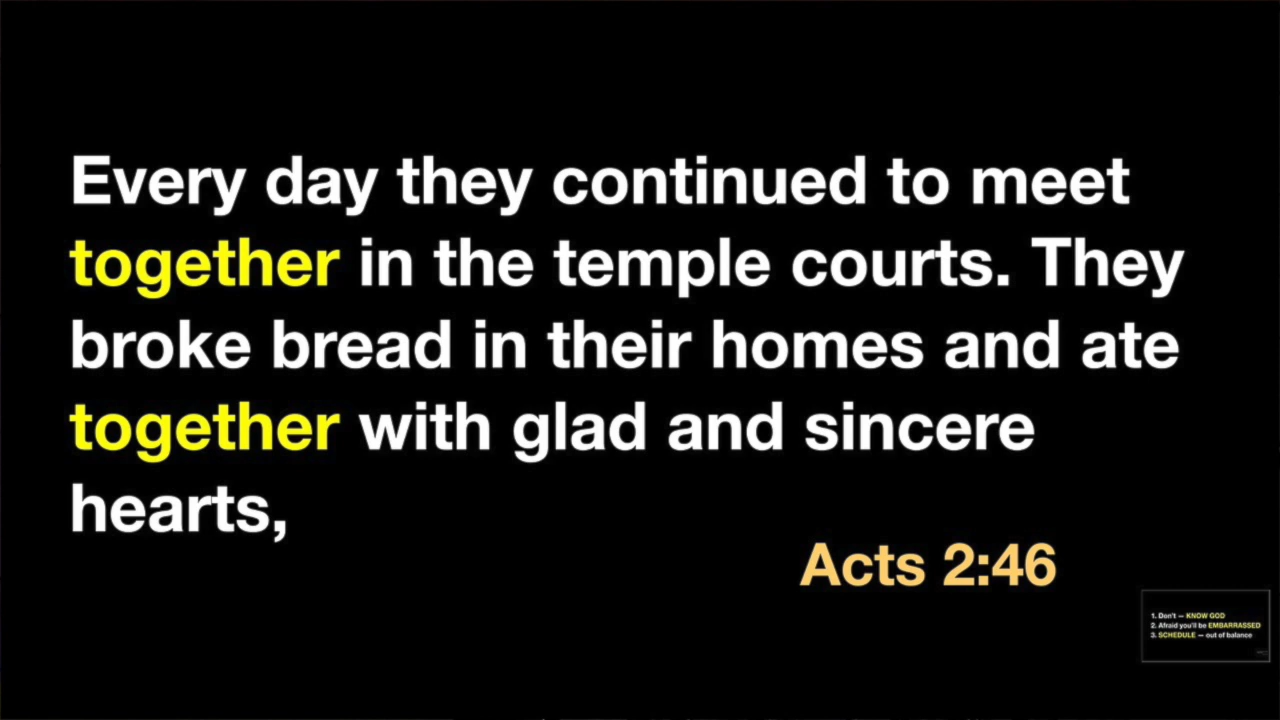 Every day they continued to meet
together in the temple courts. They
broke bread in their homes and ate
together with glad and sincere
hearts,
Acts 2:46
1. Don't — KNOW GOD
2. Afraid you'll be EMBARRASSED
3. SCHEDULE — out of balance